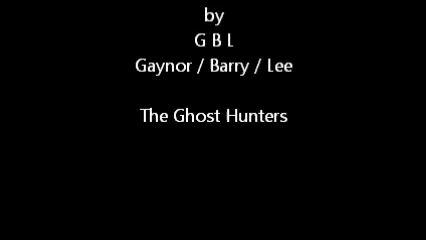 by
G B L
Gaynor / Barry / Lee
The Ghost Hunters